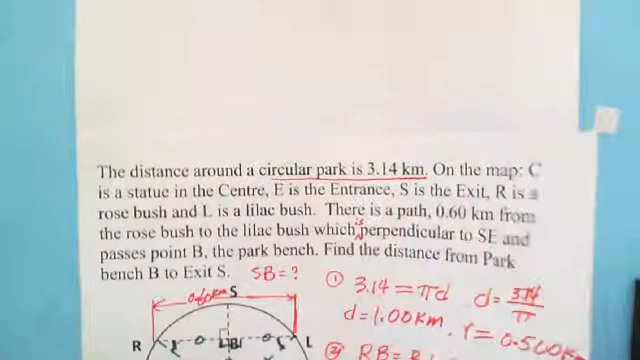 The distance around a circular park is 3.14 km. On the map: C
is a statue in the Centre, E is the Entrance, S is the Exit, R is a
rose bush and L is a lilac bush. There is a path, 0.60 km from
the rose bush to the lilac bush which is perpendicular to SE and
passes point B, the park bench. Find the distance from Park
bench B to Exit S. SB = ?
① 3.14 = πd d = 3.14/π
d = 1.00 km. r = 0.500 km
S
R B L
② RB =